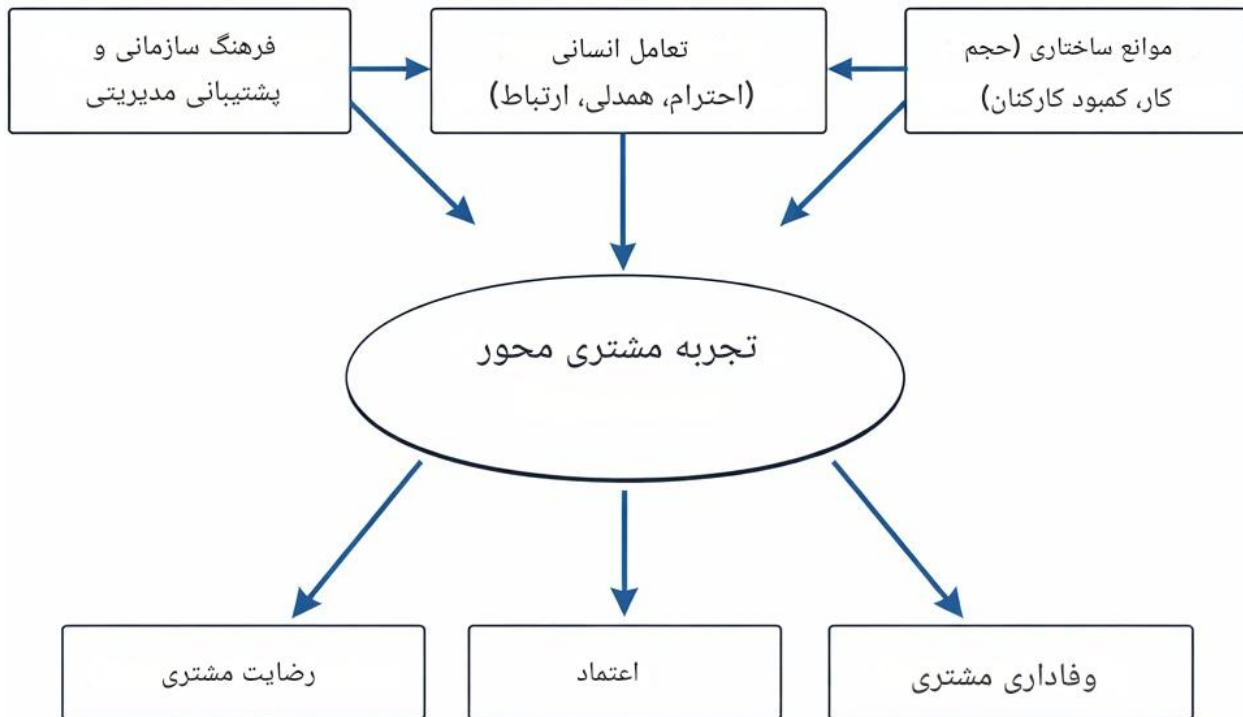 موانع ساختاری (حجم
کار، کمبود کارکنان)
تعامل انسانی
(احترام، همدلی، ارتباط)
فرهنگ سازمانی و
پشتیبانی مدیریتی
تجربه مشتری محور
وفاداری مشتری
اعتماد
رضایت مشتری